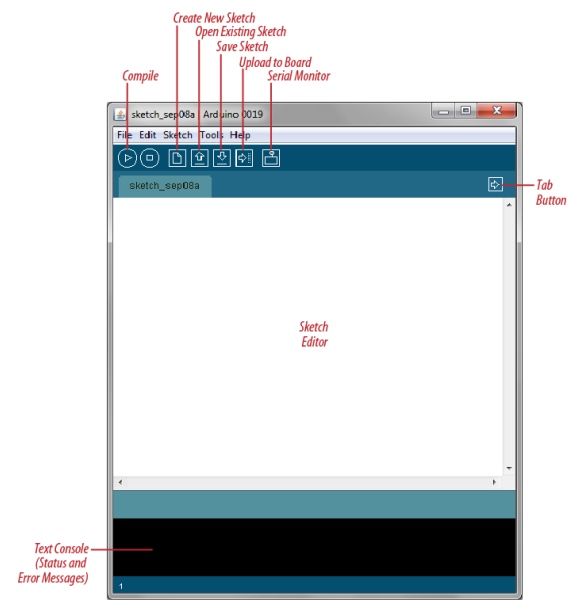 Create New Sketch
Open Existing Sketch
Save Sketch
Upload to Board
Compile
Serial Monitor
sketch_sep08a | Arduino 0019
File Edit Sketch Tools Help
sketch_sep08a
Tab
Button
Sketch
Editor
Text Console
(Status and
Error Messages)
1